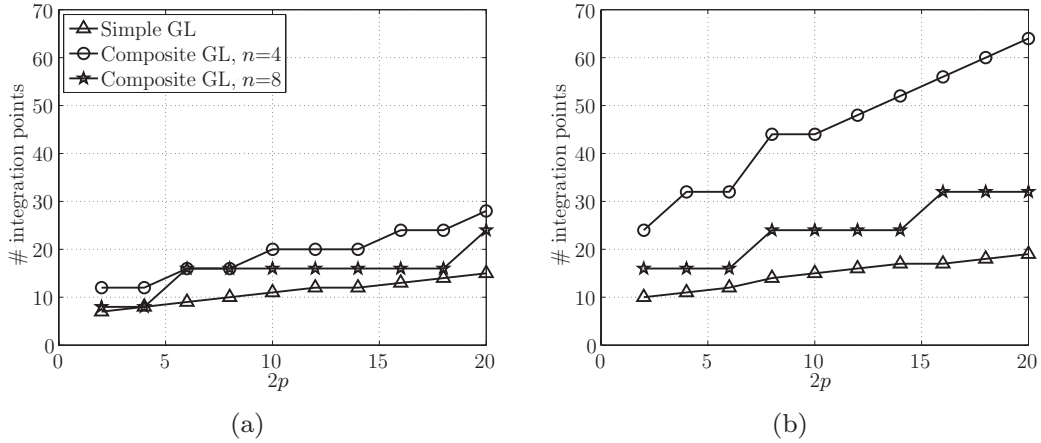 70
60
50
40
30
20
10
0
# integration points
Simple GL
Composite GL, n=4
Composite GL, n=8
0 5 10 15 20
2p
(a)
70
60
50
40
30
20
10
0
# integration points
0 5 10 15 20
2p
(b)